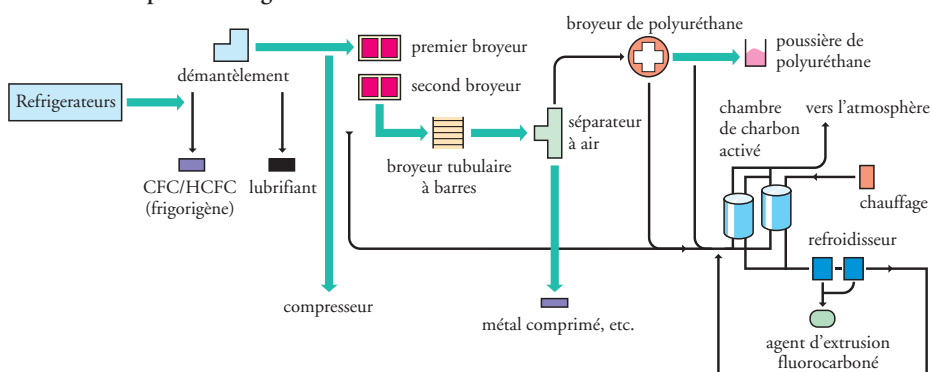 broyeur de polyuréthane
premier broyeur
poussière de
polyuréthane
démantèlement
second broyeur
Refrigerateurs
chambre
de charbon
activé
vers l'atmosphère
séparateur
à air
broyeur tubulaire
à barres
CFC/HCFC
(frigorigène)
lubrifiant
chauffage
refroidisseur
compresseur
métal comprimé, etc.
agent d'extrusion
fluorocarboné